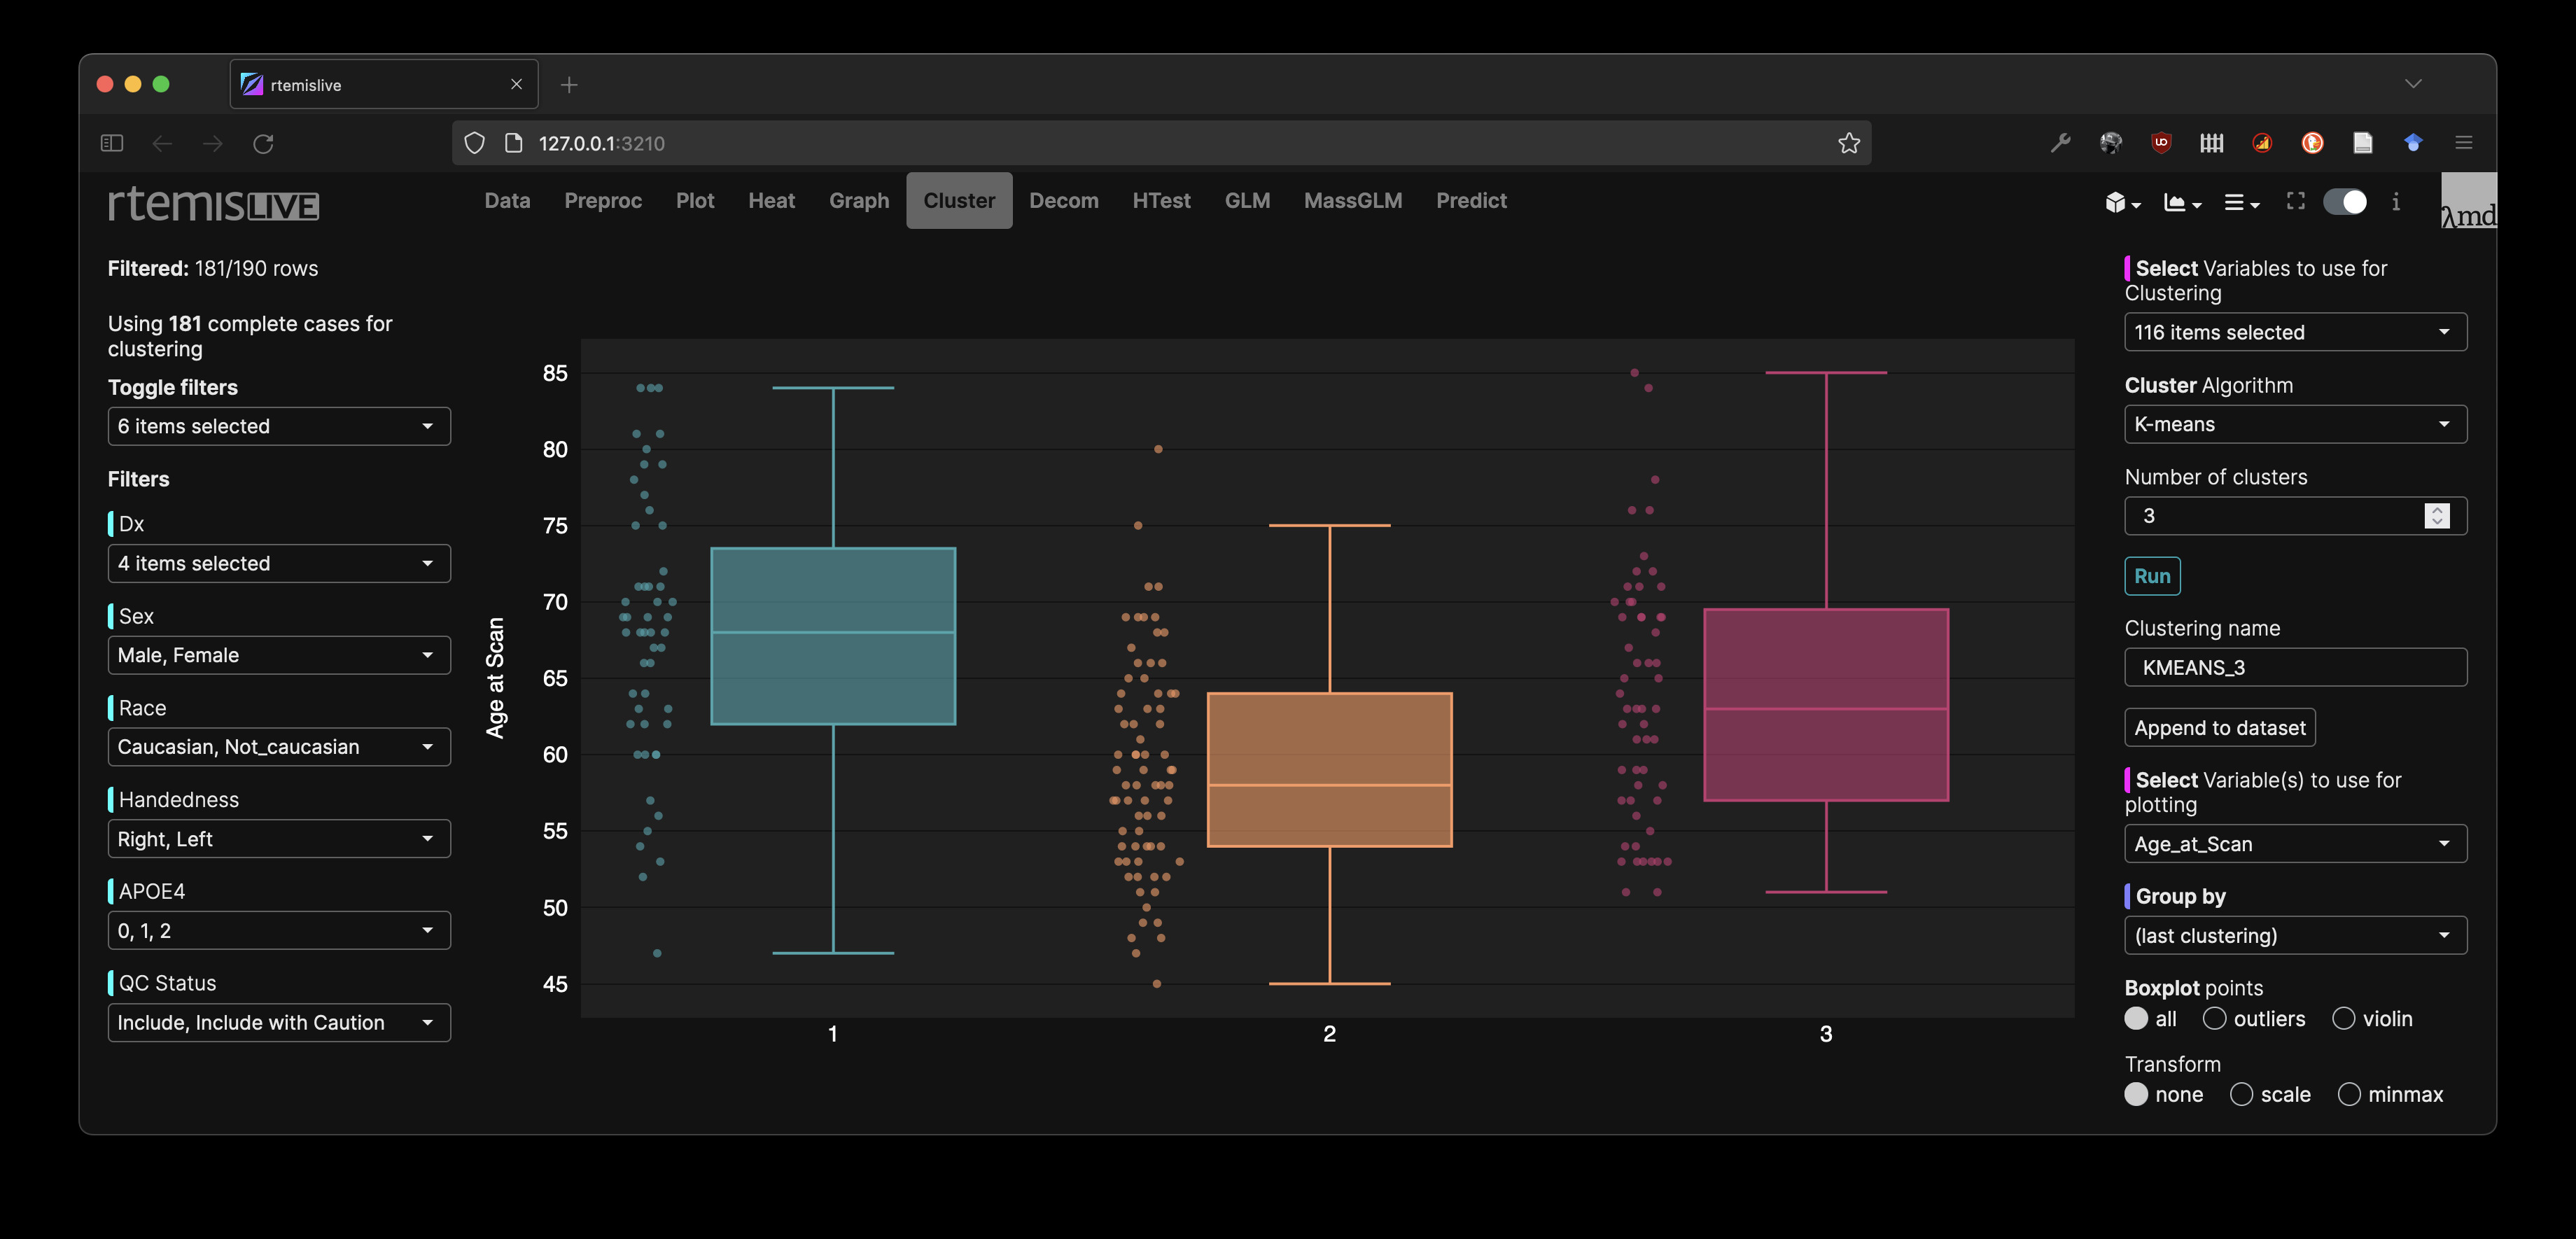 rtemislive
127.0.0.1:3210
rtemisLIVE
Data Preproc Plot Heat Graph Cluster Decom HTest GLM MassGLM Predict
λmd
Filtered: 181/190 rows
Using 181 complete cases for
clustering
Toggle filters
6 items selected
Filters
Dx
4 items selected
Sex
Male, Female
Race
Caucasian, Not_caucasian
Handedness
Right, Left
APOE4
0, 1, 2
QC Status
Include, Include with Caution
Age at Scan
85
80
75
70
65
60
55
50
45
1 2 3
Select Variables to use for
Clustering
116 items selected
Cluster Algorithm
K-means
Number of clusters
3
Run
Clustering name
KMEANS_3
Append to dataset
Select Variable(s) to use for
plotting
Age_at_Scan
Group by
(last clustering)
Boxplot points
all outliers violin
Transform
none scale minmax